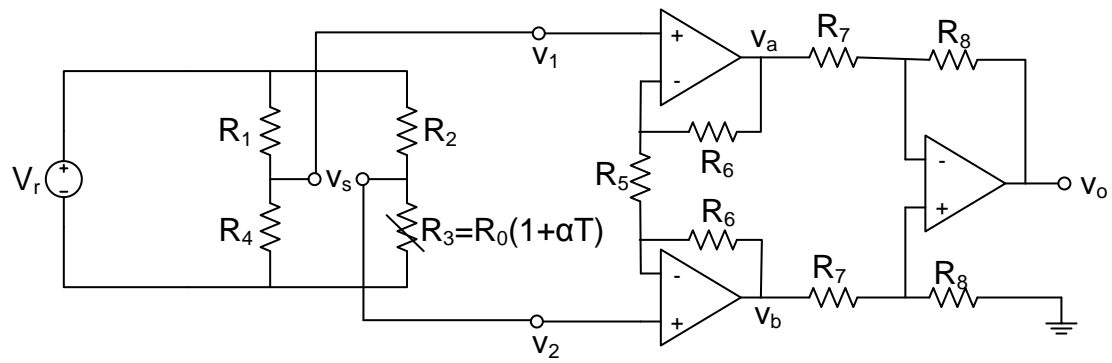 v₁
+
-
vₐ
R₇
R₈
R₁
R₂
R₆
Vᵣ
+
-
vₛ
R₅
-
+
vₒ
R₄
R₃=R₀(1+αT)
R₆
-
+
v_b
R₇
R₈
v₂